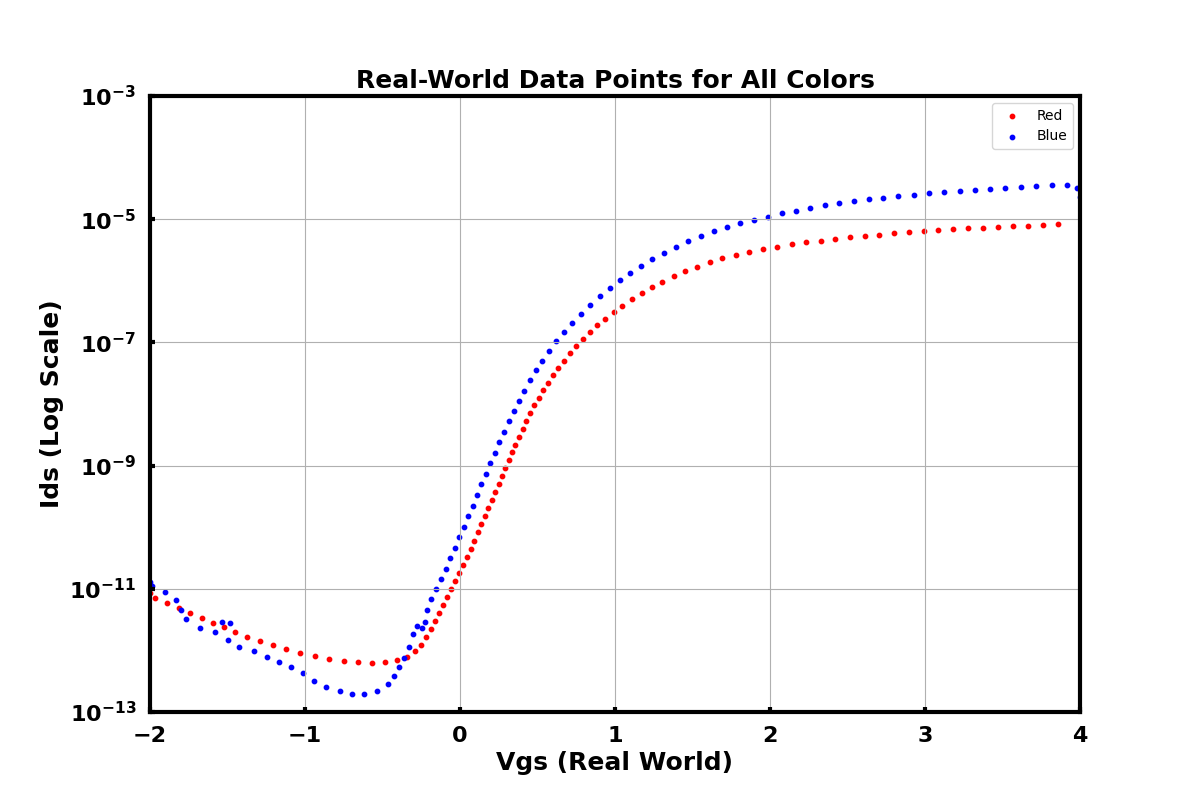 Real-World Data Points for All Colors
Red
Blue
10⁻³
10⁻⁵
10⁻⁷
10⁻⁹
10⁻¹¹
10⁻¹³
Ids (Log Scale)
−2 −1 0 1 2 3 4
Vgs (Real World)